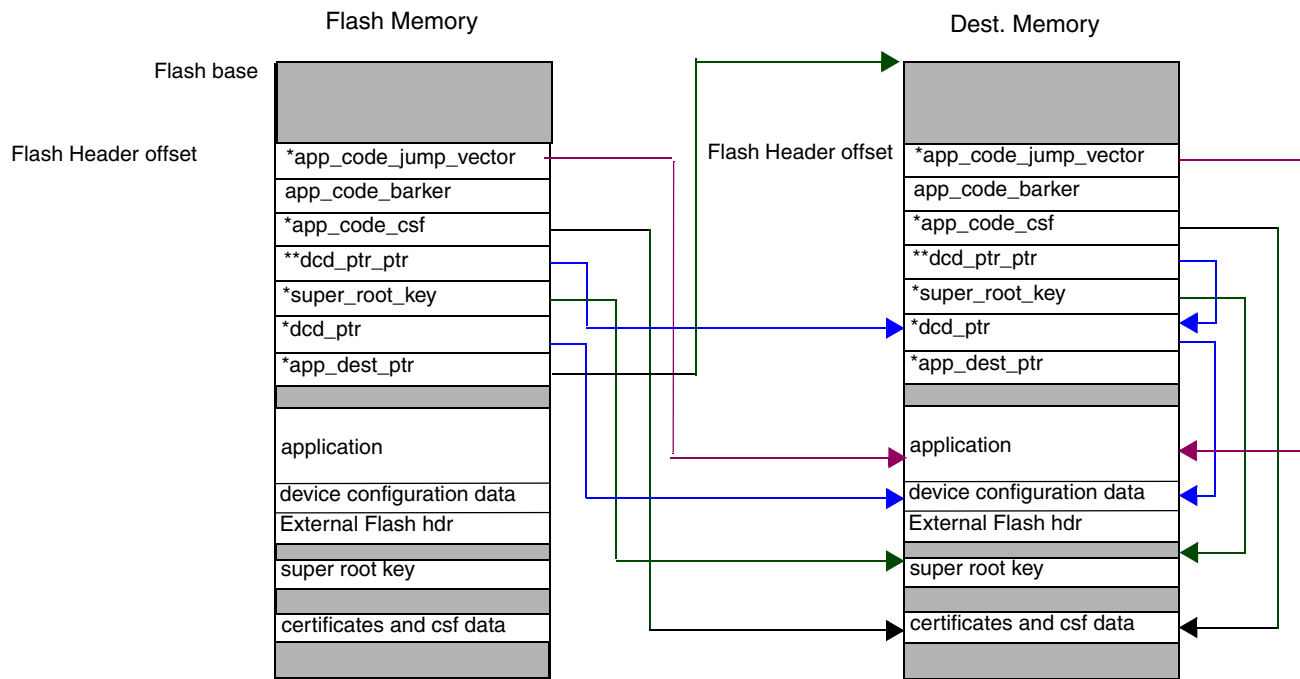 Flash Memory
Dest. Memory
Flash base
Flash Header offset
*app_code_jump_vector
app_code_barker
*app_code_csf
**dcd_ptr_ptr
*super_root_key
*dcd_ptr
*app_dest_ptr
application
device configuration data
External Flash hdr
super root key
certificates and csf data
Flash Header offset
*app_code_jump_vector
app_code_barker
*app_code_csf
**dcd_ptr_ptr
*super_root_key
*dcd_ptr
*app_dest_ptr
application
device configuration data
External Flash hdr
super root key
certificates and csf data